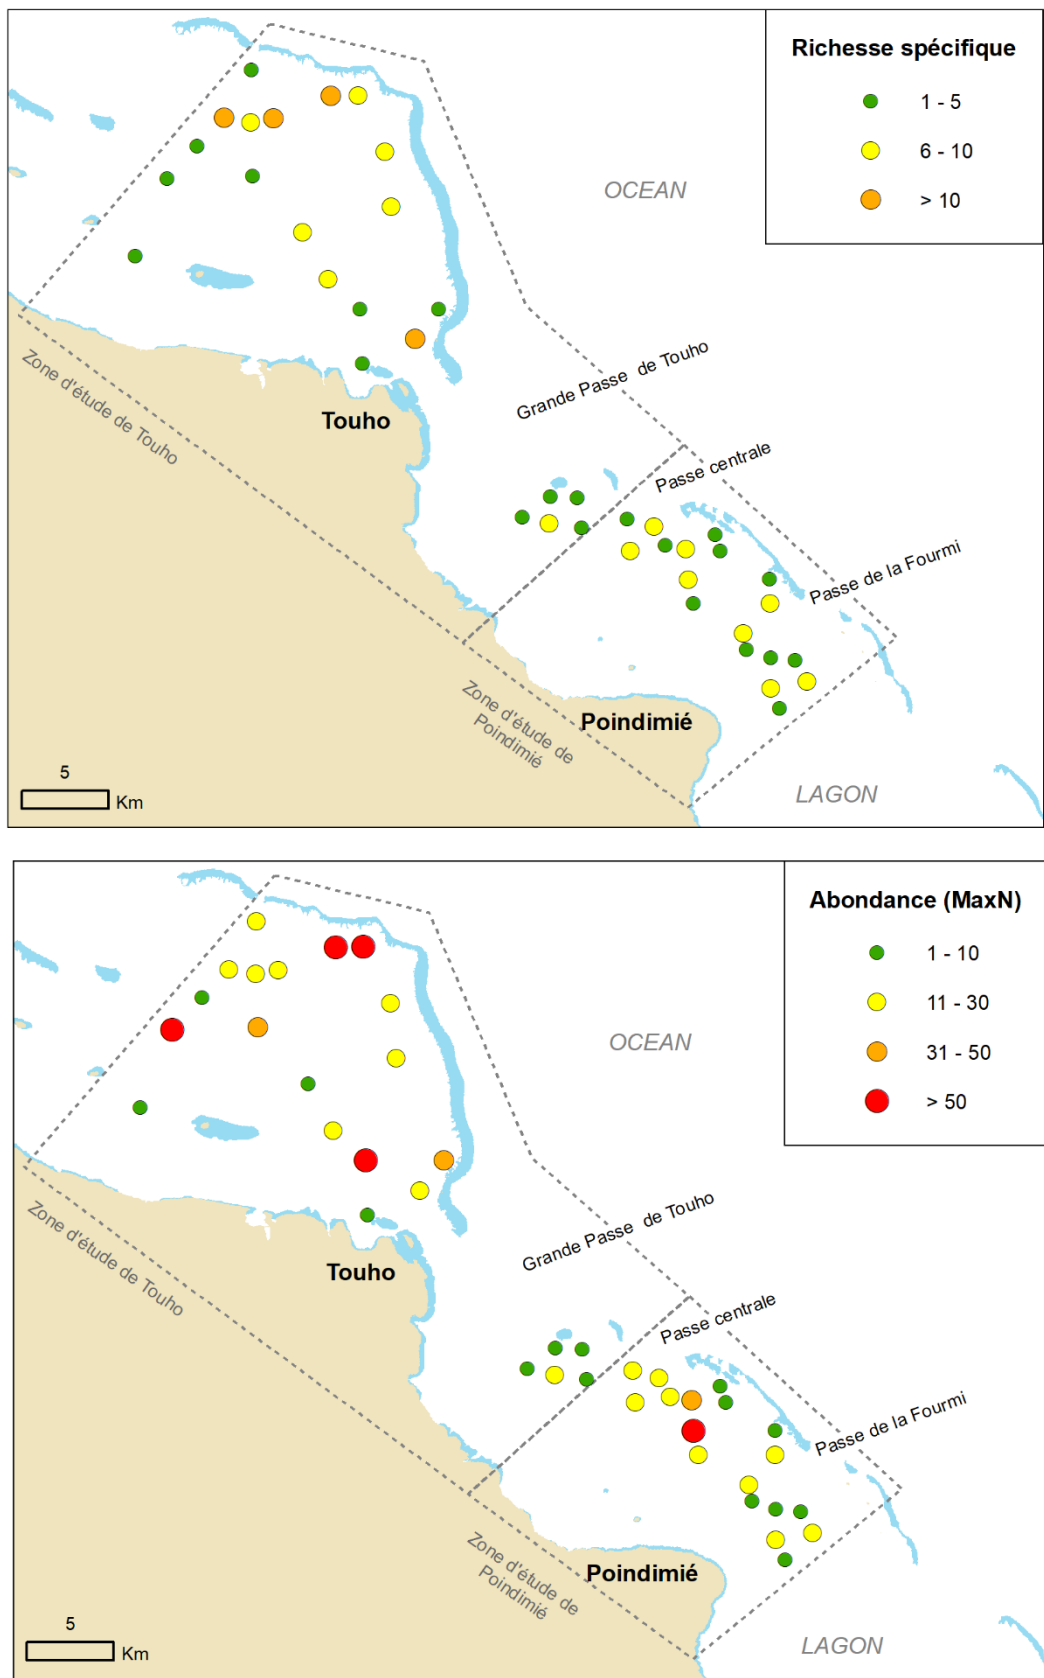 Richesse spécifique
1 - 5
6 - 10
> 10
OCEAN
Grande Passe de Touho
Zone d'étude de Touho
Touho
Passe centrale
Passe de la Fourmi
Zone d'étude de
Poindimié
Poindimié
5
Km
LAGON
Abondance (MaxN)
1 - 10
11 - 30
31 - 50
> 50
OCEAN
Grande Passe de Touho
Zone d'étude de Touho
Touho
Passe centrale
Passe de la Fourmi
Zone d'étude de
Poindimié
Poindimié
5
Km
LAGON